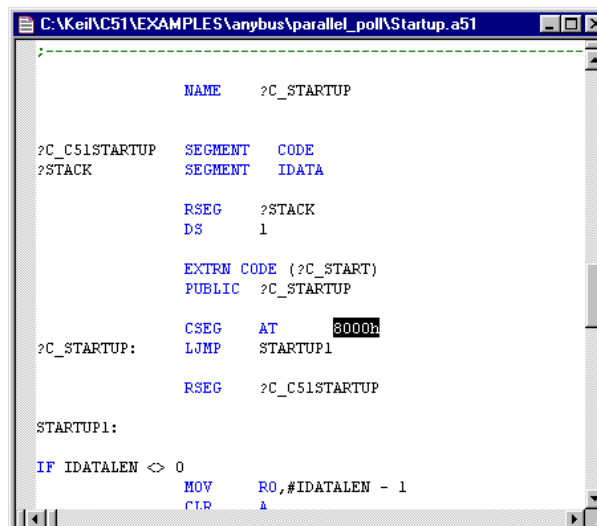 C:\Keil\C51\EXAMPLES\anybus\parallel_poll\Startup.a51
;------------------------------------------------------------------
NAME ?C_STARTUP
?C_C51STARTUP SEGMENT CODE
?STACK SEGMENT IDATA
RSEG ?STACK
DS 1
EXTRN CODE (?C_START)
PUBLIC ?C_STARTUP
CSEG AT 8000h
?C_STARTUP: LJMP STARTUP1
RSEG ?C_C51STARTUP
STARTUP1:
IF IDATALEN <> 0
MOV R0,#IDATALEN - 1
CLR A